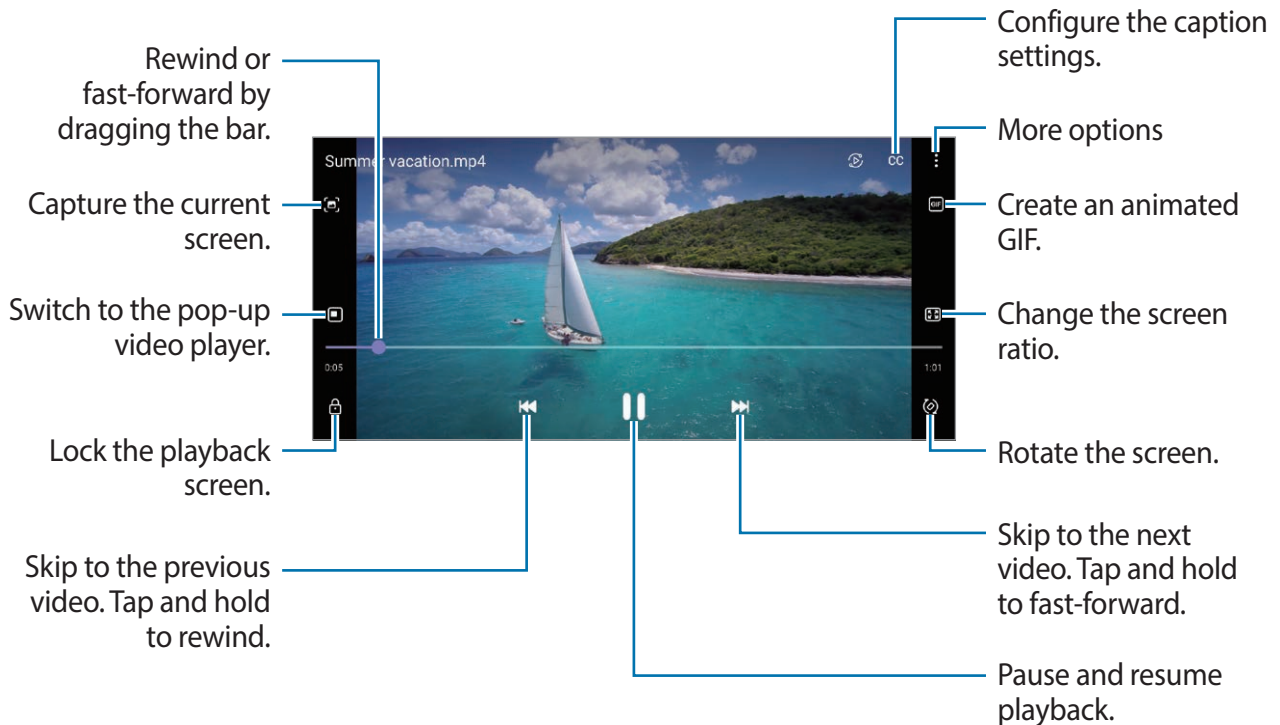 Configure the caption
settings.
Rewind or
fast-forward by
dragging the bar.
More options
Summer vacation.mp4
CC
Capture the current
screen.
GIF
Create an animated
GIF.
Switch to the pop-up
video player.
Change the screen
ratio.
0:05
1:01
Lock the playback
screen.
Rotate the screen.
Skip to the previous
video. Tap and hold
to rewind.
Skip to the next
video. Tap and hold
to fast-forward.
Pause and resume
playback.